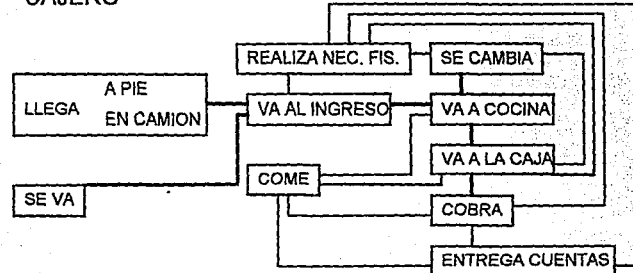 CAJERO
REALIZA NEC. FIS.
SE CAMBIA
LLEGA
A PIE
EN CAMION
VA AL INGRESO
VA A COCINA
VA A LA CAJA
COME
SE VA
COBRA
ENTREGA CUENTAS